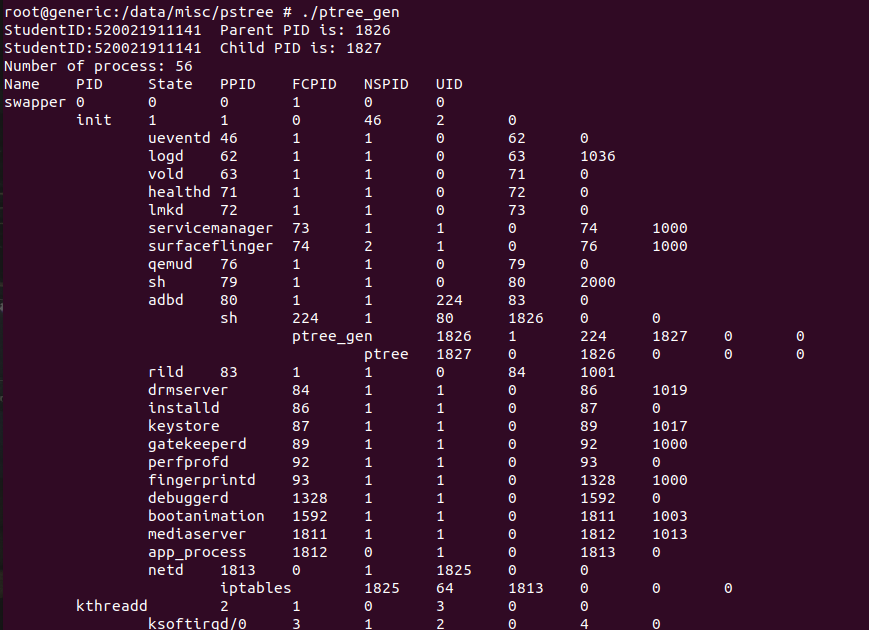 root@generic:/data/misc/pstree # ./ptree_gen
StudentID:520021911141  Parent PID is: 1826
StudentID:520021911141  Child PID is: 1827
Number of process: 56
Name    PID     State   PPID    FCPID   NSPID   UID
swapper 0       0       0       1       0       0
        init    1       1       0       46      2       0
                ueventd 46      1       1       0       62      0
                logd    62      1       1       0       63      1036
                vold    63      1       1       0       71      0
                healthd 71      1       1       0       72      0
                lmkd    72      1       1       0       73      0
                servicemanager  73      1       1       0       74      1000
                surfaceflinger  74      2       1       0       76      1000
                qemud   76      1       1       0       79      0
                sh      79      1       1       0       80      2000
                adbd    80      1       1       224     83      0
                        sh      224     1       80      1826    0       0
                                ptree_gen       1826    1       224     1827    0       0
                                        ptree   1827    0       1826    0       0       0
                rild    83      1       1       0       84      1001
                drmserver       84      1       1       0       86      1019
                installd        86      1       1       0       87      0
                keystore        87      1       1       0       89      1017
                gatekeeperd     89      1       1       0       92      1000
                perfprofd       92      1       1       0       93      0
                fingerprintd    93      1       1       0       1328    1000
                debuggerd       1328    1       1       0       1592    0
                bootanimation   1592    1       1       0       1811    1003
                mediaserver     1811    1       1       0       1812    1013
                app_process     1812    0       1       0       1813    0
                netd    1813    0       1       1825    0       0
                        iptables        1825    64      1813    0       0       0
        kthreadd        2       1       0       3       0       0
                ksoftirqd/0     3       1       2       0       4       0